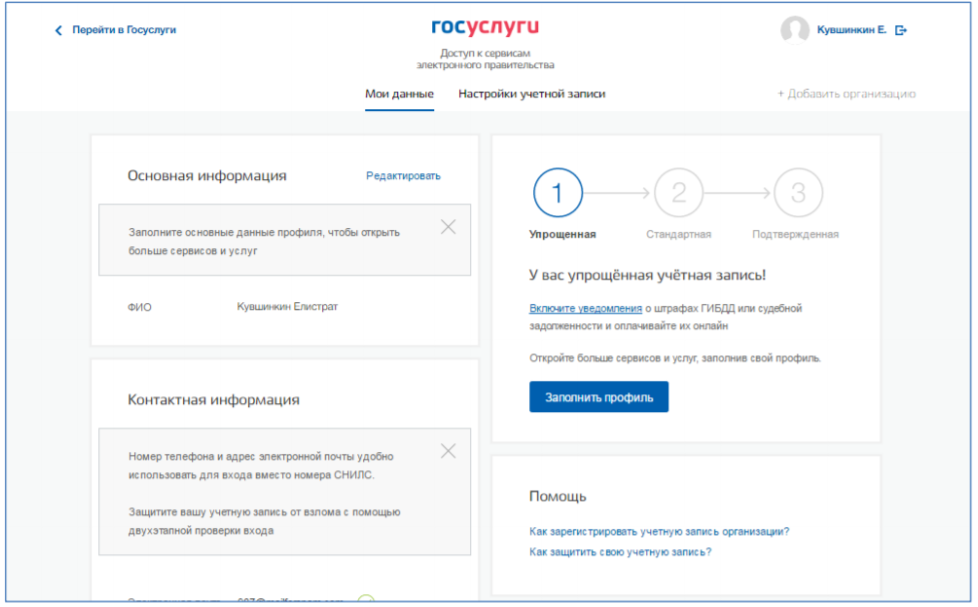 Перейти в Госуслуги
госуслуги
Кувшинкин Е.
Доступ к сервисам
электронного правительства
Мои данные
Настройки учетной записи
+ Добавить организацию
Основная информация
Редактировать
Заполните основные данные профиля, чтобы открыть
больше сервисов и услуг
ФИО
Кувшинкин Елистрат
Контактная информация
Номер телефона и адрес электронной почты удобно
использовать для входа вместо номера СНИЛС.
Защитите вашу учетную запись от взлома с помощью
двухэтапной проверки входа
1
2
3
Упрощенная
Стандартная
Подтвержденная
У вас упрощённая учётная запись!
Включите уведомления о штрафах ГИБДД или судебной
задолженности и оплачивайте их онлайн
Откройте больше сервисов и услуг, заполнив свой профиль.
Заполнить профиль
Помощь
Как зарегистрировать учетную запись организации?
Как защитить свою учетную запись?